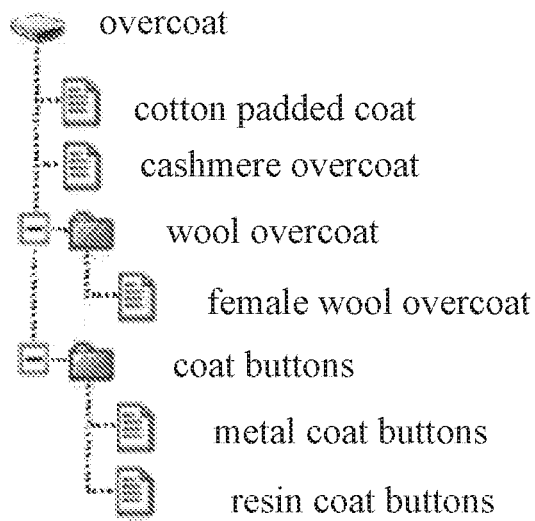 overcoat
cotton padded coat
cashmere overcoat
wool overcoat
female wool overcoat
coat buttons
metal coat buttons
resin coat buttons